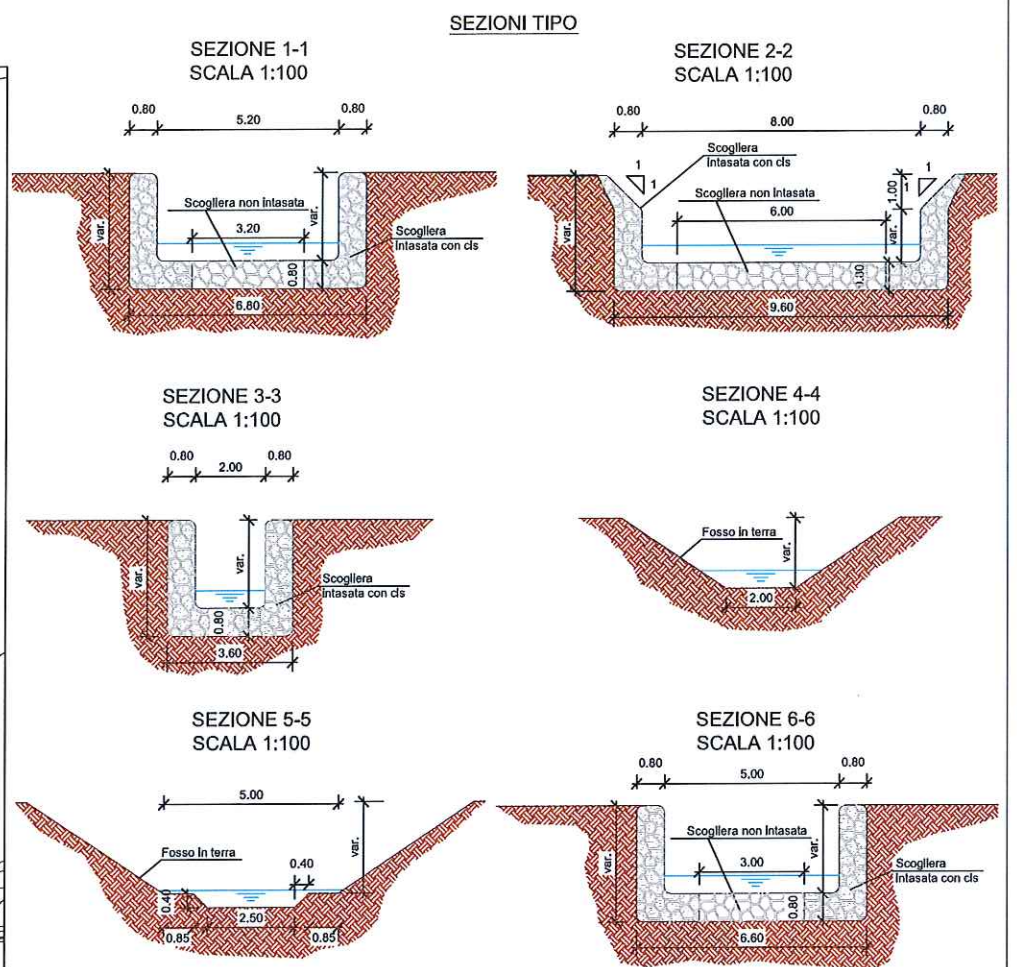 SEZIONI TIPO
SEZIONE 1-1
SCALA 1:100
0.80
5.20
0.80
var.
Scogliera non intasata
3.20
var.
Scogliera
intasata con cls
0.80
6.80
SEZIONE 2-2
SCALA 1:100
0.80
8.00
0.80
Scogliera
intasata con cls
1
1
1
1
1.00
Scogliera non intasata
6.00
var.
var.
0.80
9.60
SEZIONE 3-3
SCALA 1:100
0.80
2.00
0.80
var.
var.
Scogliera
intasata con cls
0.80
3.60
SEZIONE 4-4
SCALA 1:100
Fosso in terra
var.
2.00
SEZIONE 5-5
SCALA 1:100
5.00
Fosso in terra
var.
0.40
0.40
2.50
0.85
0.85
SEZIONE 6-6
SCALA 1:100
0.80
5.00
0.80
Scogliera non intasata
var.
var.
3.00
Scogliera
intasata con cls
0.80
6.60